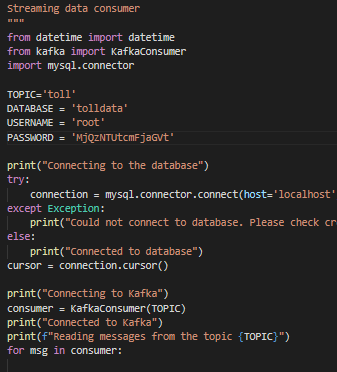 Streaming data consumer
"""
from datetime import datetime
from kafka import KafkaConsumer
import mysql.connector

TOPIC='toll'
DATABASE = 'tolldata'
USERNAME = 'root'
PASSWORD = 'MjQzNTUtcmFjaGVt'

print("Connecting to the database")
try:
    connection = mysql.connector.connect(host='localhost'
except Exception:
    print("Could not connect to database. Please check cr
else:
    print("Connected to database")
cursor = connection.cursor()

print("Connecting to Kafka")
consumer = KafkaConsumer(TOPIC)
print("Connected to Kafka")
print(f"Reading messages from the topic {TOPIC}")
for msg in consumer: